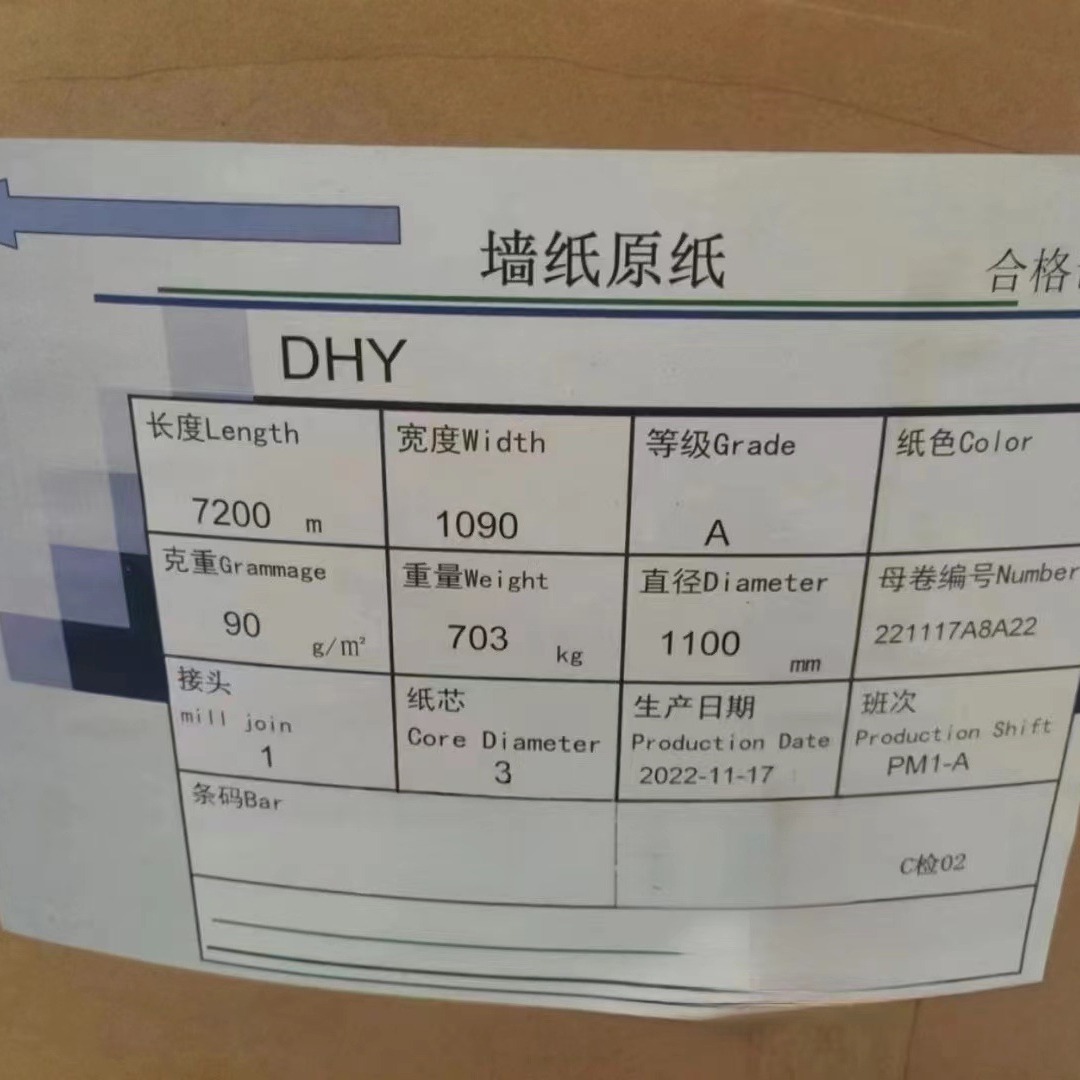 墙纸原纸
合格
DHY
长度Length
7200 m
宽度Width
1090
等级Grade
A
纸色Color
克重Grammage
90 g/m²
重量Weight
703 kg
直径Diameter
1100 mm
母卷编号Number
221117A8A22
接头
mill join
1
纸芯
Core Diameter
3
生产日期
Production Date
2022-11-17
班次
Production Shift
PM1-A
条码Bar
C检02